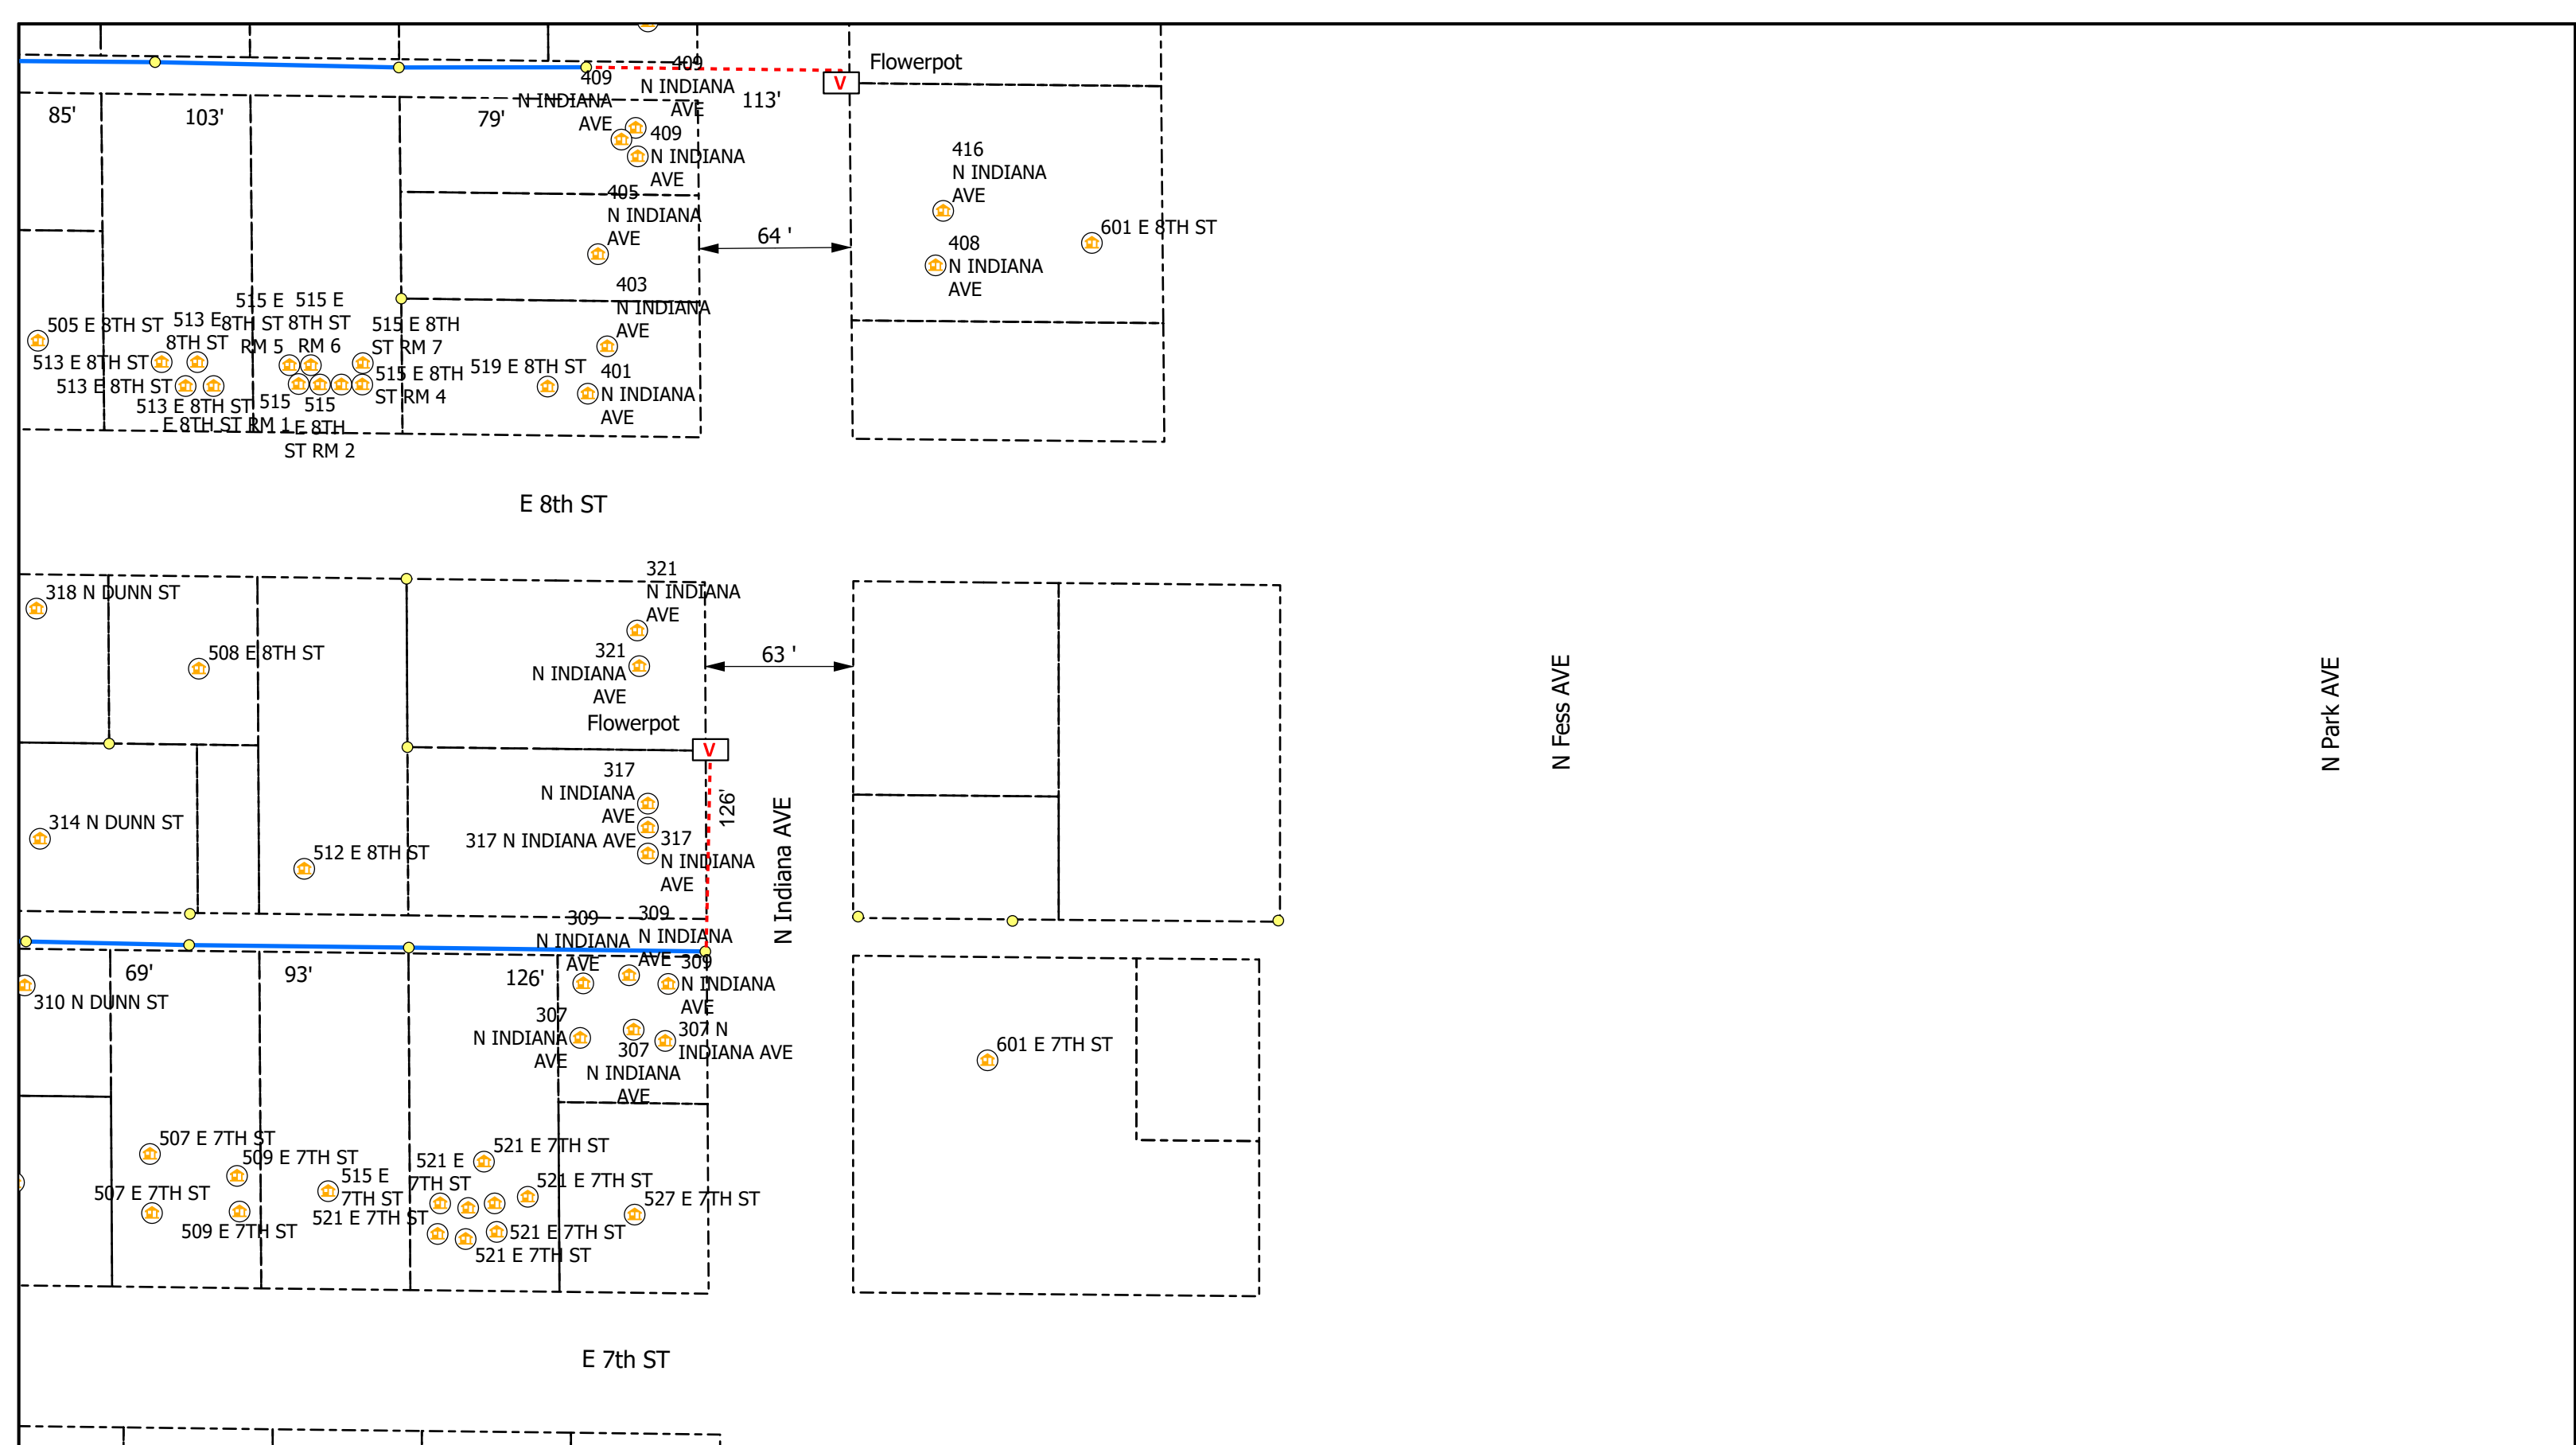 Flowerpot
V
409
N INDIANA
AVE
409
N INDIANA
AVE
85'
103'
79'
113'
409
N INDIANA
AVE
416
N INDIANA
AVE
405
N INDIANA
AVE
64 '
601 E 8TH ST
408
N INDIANA
AVE
403
N INDIANA
AVE
505 E 8TH ST
513 E
8TH ST
515 E
8TH ST
RM 5
515 E
8TH ST
RM 6
515 E 8TH
ST RM 7
513 E 8TH ST
513 E 8TH ST
513 E 8TH ST
515
E 8TH ST RM 1
515
E 8TH
ST RM 2
515 E 8TH
ST RM 4
519 E 8TH ST
401
N INDIANA
AVE
E 8th ST
321
N INDIANA
AVE
318 N DUNN ST
508 E 8TH ST
321
N INDIANA
AVE
63 '
Flowerpot
V
N Fess AVE
N Park AVE
317
N INDIANA
AVE
126'
314 N DUNN ST
317 N INDIANA AVE
317
N INDIANA
AVE
512 E 8TH ST
N Indiana AVE
309
N INDIANA
AVE
309
N INDIANA
AVE
309
N INDIANA
AVE
69'
93'
126'
310 N DUNN ST
307
N INDIANA
AVE
307
N INDIANA
AVE
307 N
INDIANA AVE
601 E 7TH ST
507 E 7TH ST
509 E 7TH ST
507 E 7TH ST
509 E 7TH ST
515 E
7TH ST
521 E
7TH ST
521 E 7TH ST
521 E 7TH ST
521 E 7TH ST
521 E 7TH ST
521 E 7TH ST
527 E 7TH ST
E 7th ST